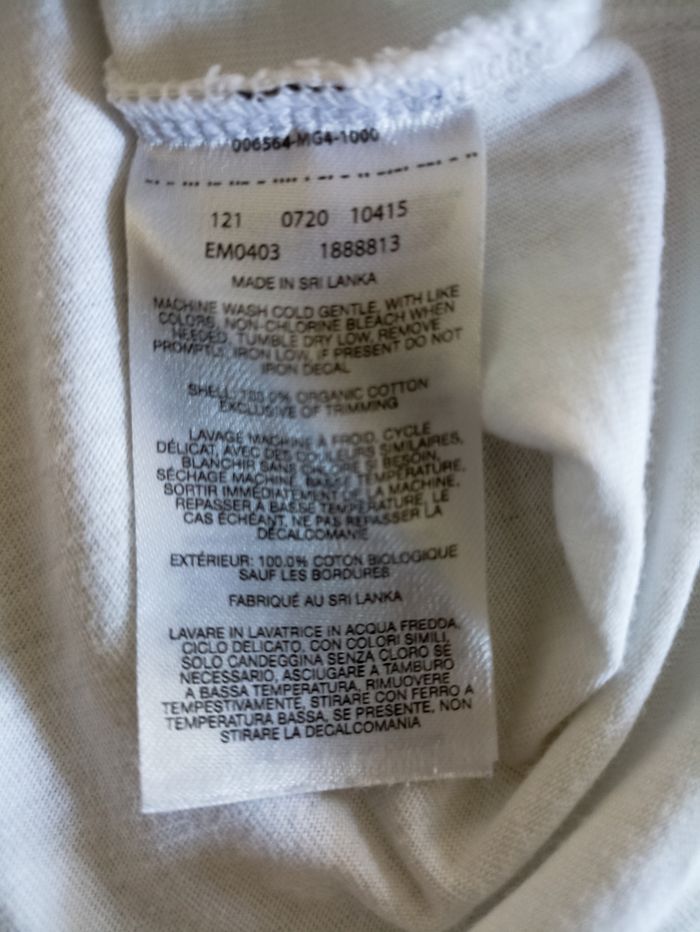 006564-MG4-1000
121 0720 10415
EM0403 1888813
MADE IN SRI LANKA
MACHINE WASH COLD GENTLE, WITH LIKE
COLORS, NON-CHLORINE BLEACH WHEN
NEEDED, TUMBLE DRY LOW, REMOVE
PROMPTLY, IRON LOW, IF PRESENT DO NOT
IRON DECAL
SHELL: 100.0% ORGANIC COTTON
EXCLUSIVE OF TRIMMING
LAVAGE MACHINE À FROID, CYCLE
DÉLICAT, AVEC DES COULEURS SIMILAIRES,
BLANCHIR SANS CHLORE SI BESOIN,
SÉCHAGE MACHINE, BASSE TEMPÉRATURE,
SORTIR IMMÉDIATEMENT DE LA MACHINE,
REPASSER À BASSE TEMPÉRATURE, LE
CAS ÉCHÉANT, NE PAS REPASSER LA
DÉCALCOMANIE
EXTÉRIEUR: 100.0% COTON BIOLOGIQUE
SAUF LES BORDURES
FABRIQUÉ AU SRI LANKA
LAVARE IN LAVATRICE IN ACQUA FREDDA,
CICLO DELICATO, CON COLORI SIMILI,
SOLO CANDEGGINA SENZA CLORO SE
NECESSARIO, ASCIUGARE A TAMBURO
A BASSA TEMPERATURA, RIMUOVERE
TEMPESTIVAMENTE, STIRARE CON FERRO A
TEMPERATURA BASSA, SE PRESENTE, NON
STIRARE LA DECALCOMANIA